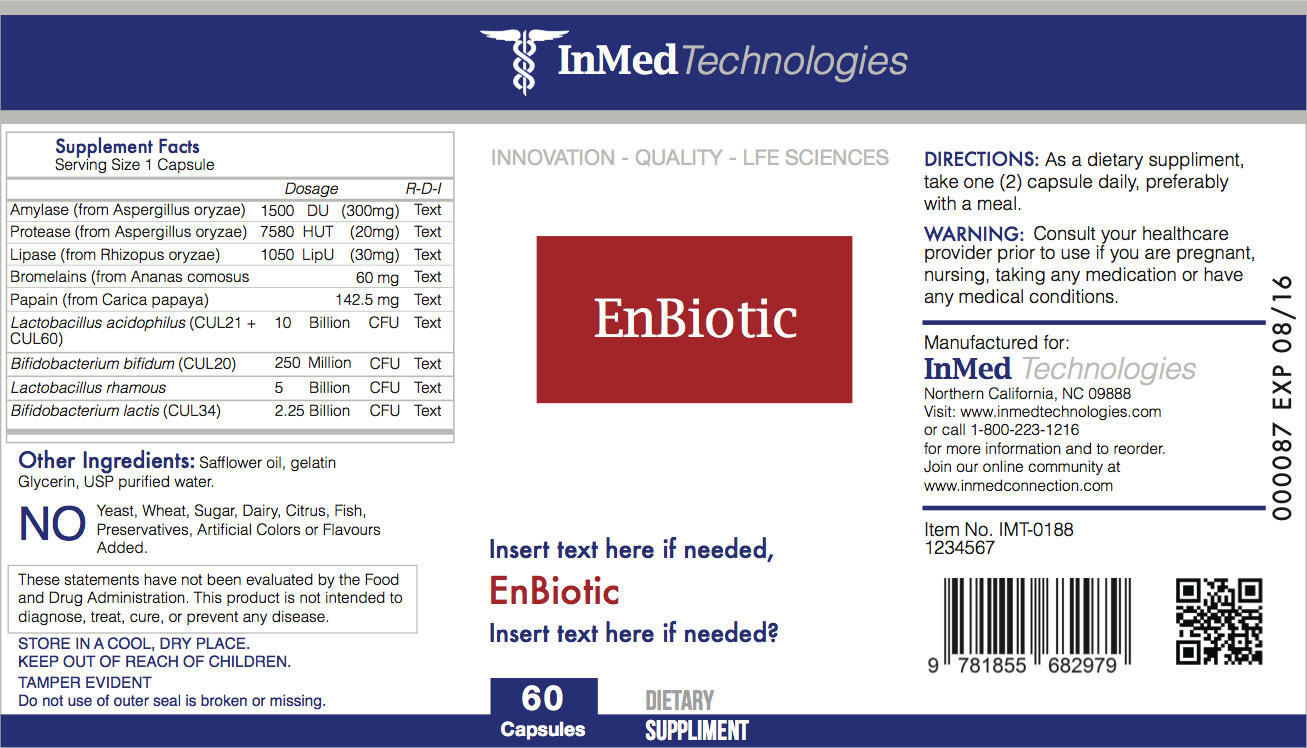 InMed Technologies
Supplement Facts
Serving Size 1 Capsule
Dosage R-D-I
Amylase (from Aspergillus oryzae) 1500 DU (300mg) Text
Protease (from Aspergillus oryzae) 7580 HUT (20mg) Text
Lipase (from Rhizopus oryzae) 1050 LipU (30mg) Text
Bromelains (from Ananas comosus 60 mg Text
Papain (from Carica papaya) 142.5 mg Text
Lactobacillus acidophilus (CUL21 + 10 Billion CFU Text
CUL60)
Bifidobacterium bifidum (CUL20) 250 Million CFU Text
Lactobacillus rhamous 5 Billion CFU Text
Bifidobacterium lactis (CUL34) 2.25 Billion CFU Text
Other Ingredients: Safflower oil, gelatin
Glycerin, USP purified water.
NO
Yeast, Wheat, Sugar, Dairy, Citrus, Fish,
Preservatives, Artificial Colors or Flavours
Added.
These statements have not been evaluated by the Food
and Drug Administration. This product is not intended to
diagnose, treat, cure, or prevent any disease.
STORE IN A COOL, DRY PLACE.
KEEP OUT OF REACH OF CHILDREN.
TAMPER EVIDENT
Do not use of outer seal is broken or missing.
INNOVATION - QUALITY - LFE SCIENCES
EnBiotic
Insert text here if needed,
EnBiotic
Insert text here if needed?
60
Capsules
DIETARY
SUPPLIMENT
DIRECTIONS: As a dietary suppliment,
take one (2) capsule daily, preferably
with a meal.
WARNING: Consult your healthcare
provider prior to use if you are pregnant,
nursing, taking any medication or have
any medical conditions.
Manufactured for:
InMed Technologies
Northern California, NC 09888
Visit: www.inmedtechnologies.com
or call 1-800-223-1216
for more information and to reorder.
Join our online community at
www.inmedconnection.com
Item No. IMT-0188
1234567
9 781855 682979
000087 EXP 08/16